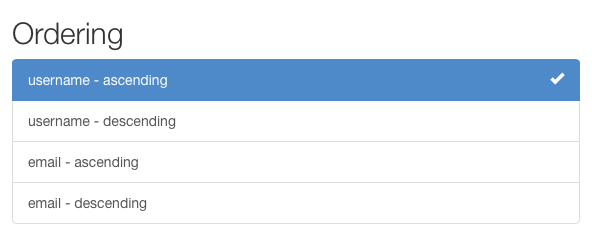 Ordering
username - ascending
username - descending
email - ascending
email - descending